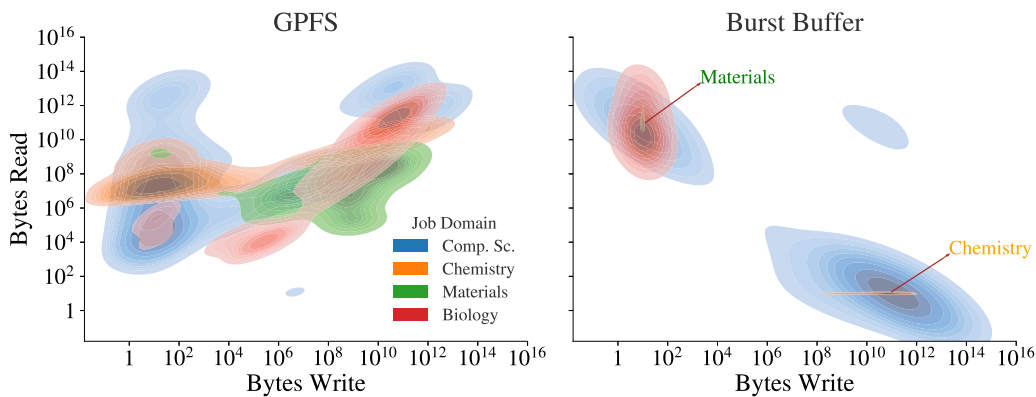 GPFS
Burst Buffer
10^16
10^14
10^12
10^10
10^8
10^6
10^4
10^2
1
Bytes Read
Job Domain
Comp. Sc.
Chemistry
Materials
Biology
Materials
Chemistry
1 10^2 10^4 10^6 10^8 10^10 10^12 10^14 10^16
1 10^2 10^4 10^6 10^8 10^10 10^12 10^14 10^16
Bytes Write
Bytes Write